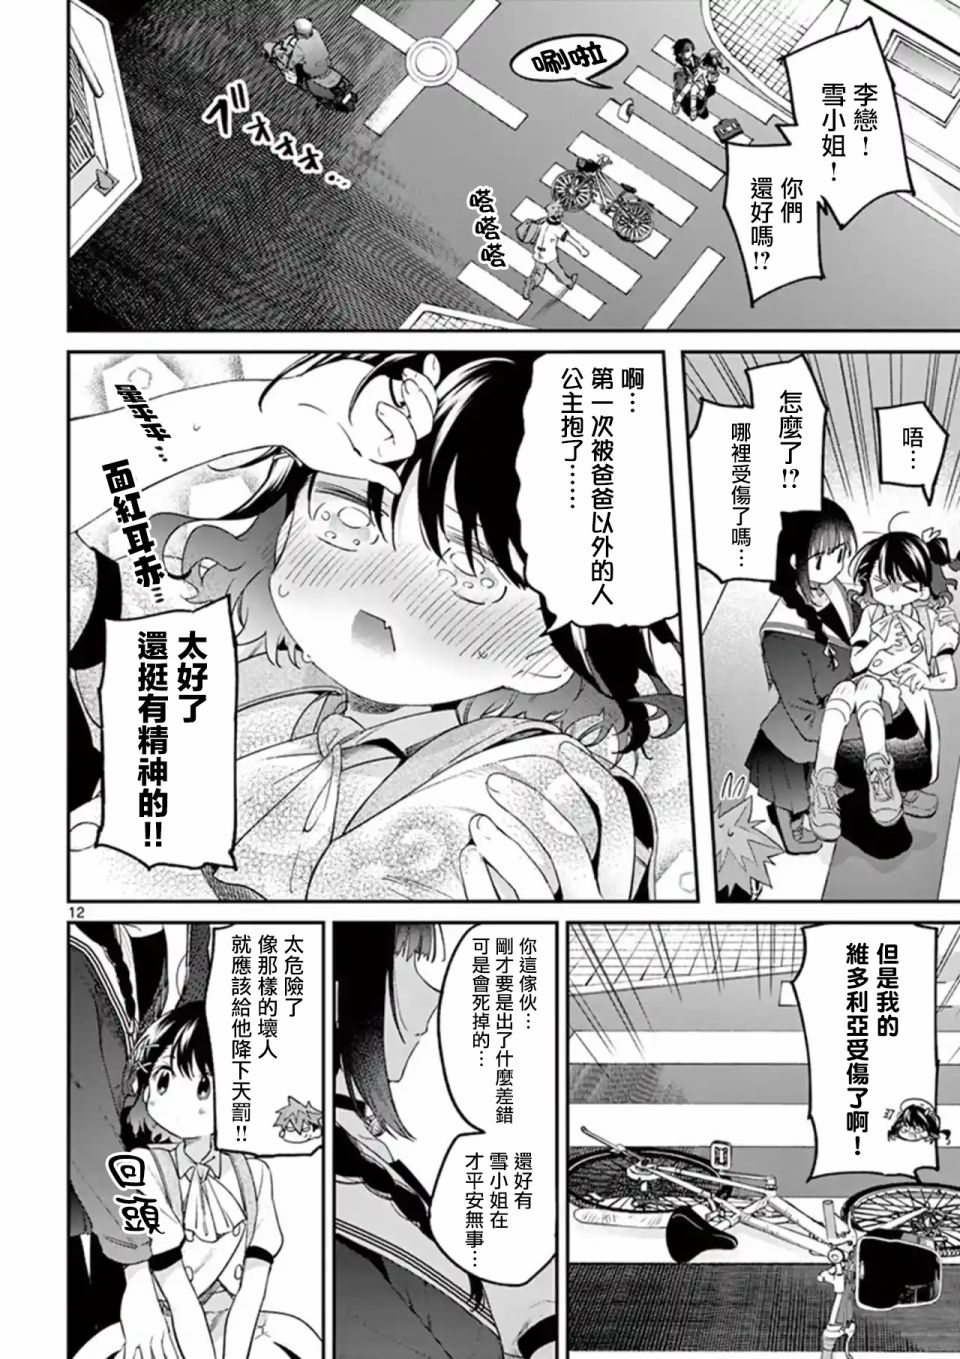 李戀！
雪小姐！
你們
還好嗎!?
唰啦
ブオオオオ…
嗒嗒嗒
唔…
怎麼了!?
哪裡受傷了嗎…
啊…
第一次被爸爸以外的人
公主抱了……
暈乎乎…
面紅耳赤…
太好了
還挺有精神的!!
12
但是我的
維多利亞受傷了啊！
你這傢伙…
剛才要是出了什麼差錯
可是會死掉的…
還好有
雪小姐在
才平安無事…
太危險了
像那樣的壞人
就應該給他降下天罰!!
回頭